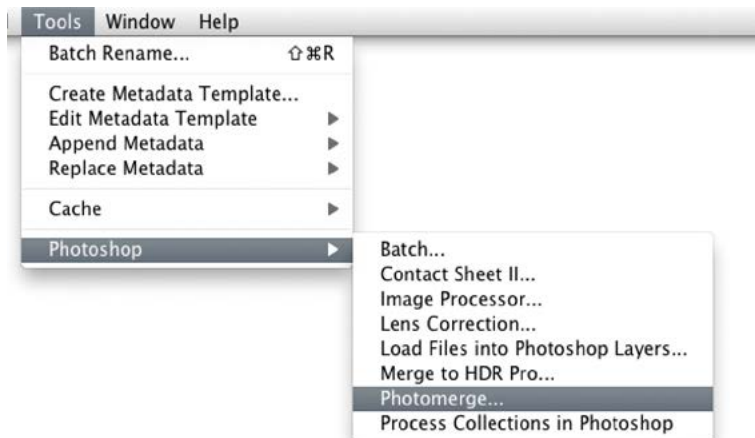 Tools Window Help
Batch Rename... ⇧⌘R
Create Metadata Template...
Edit Metadata Template
Append Metadata
Replace Metadata
Cache
Photoshop
Batch...
Contact Sheet II...
Image Processor...
Lens Correction...
Load Files into Photoshop Layers...
Merge to HDR Pro...
Photomerge...
Process Collections in Photoshop